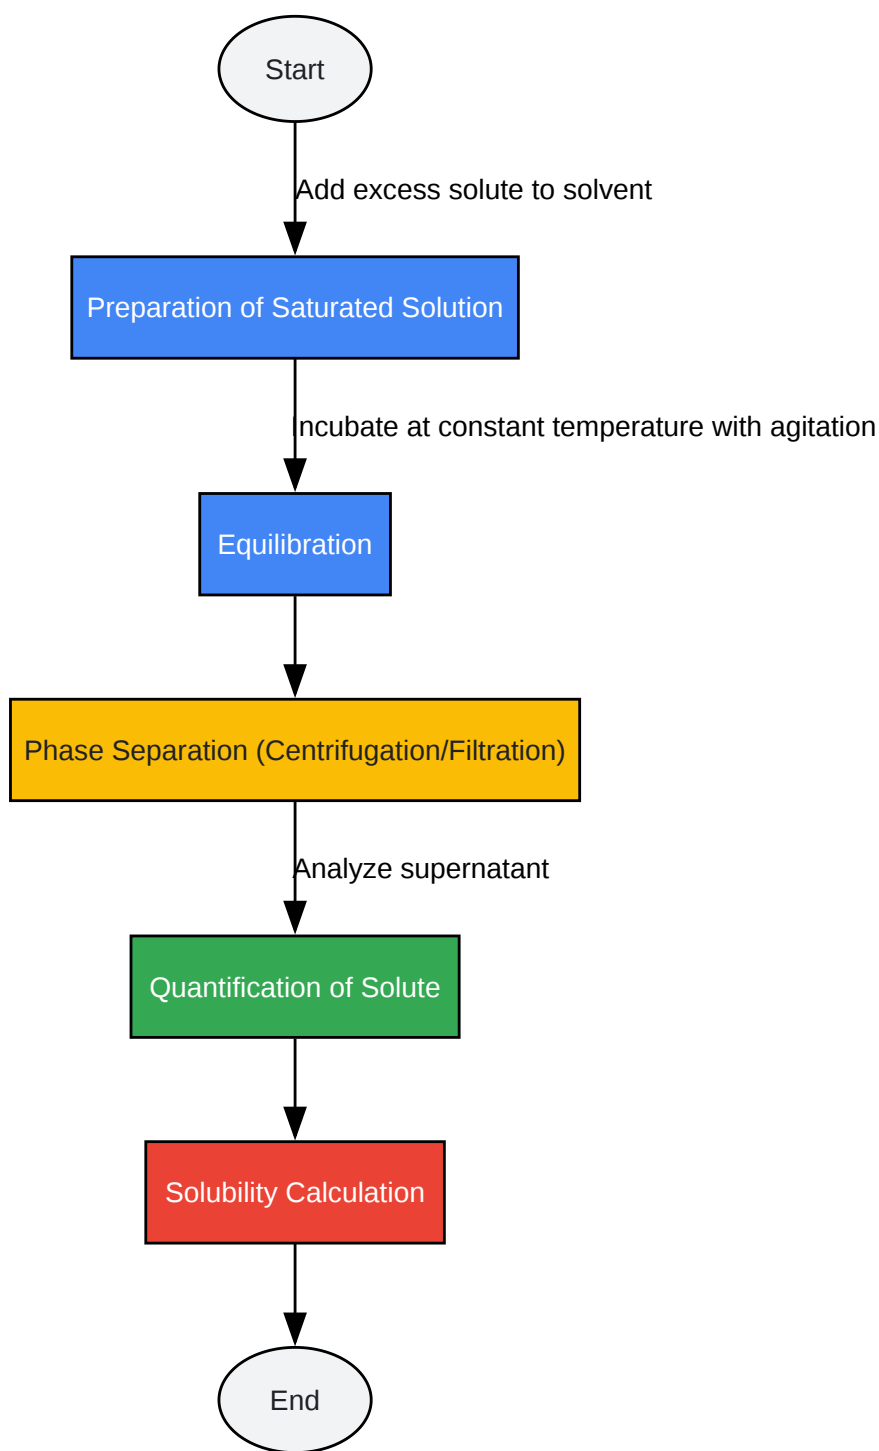 Start
Add excess solute to solvent
Preparation of Saturated Solution
Incubate at constant temperature with agitation
Equilibration
Phase Separation (Centrifugation/Filtration)
Analyze supernatant
Quantification of Solute
Solubility Calculation
End